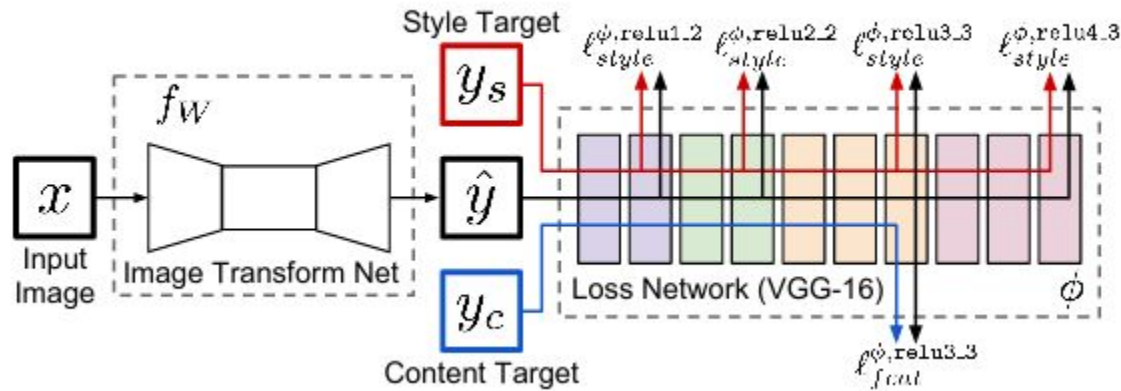 Style Target
ℓ^{ϕ,relu1_2}_{style} ℓ^{ϕ,relu2_2}_{style} ℓ^{ϕ,relu3_3}_{style} ℓ^{ϕ,relu4_3}_{style}
f_W
y_s
x
ŷ
Input
Image
Image Transform Net
y_c
Loss Network (VGG-16)
ϕ
Content Target
ℓ^{ϕ,relu3_3}_{feat}